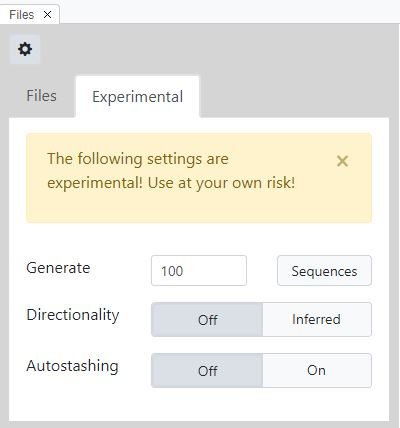 Files ×
Files Experimental
The following settings are
experimental! Use at your own risk!
×
Generate 100 Sequences
Directionality Off Inferred
Autostashing Off On